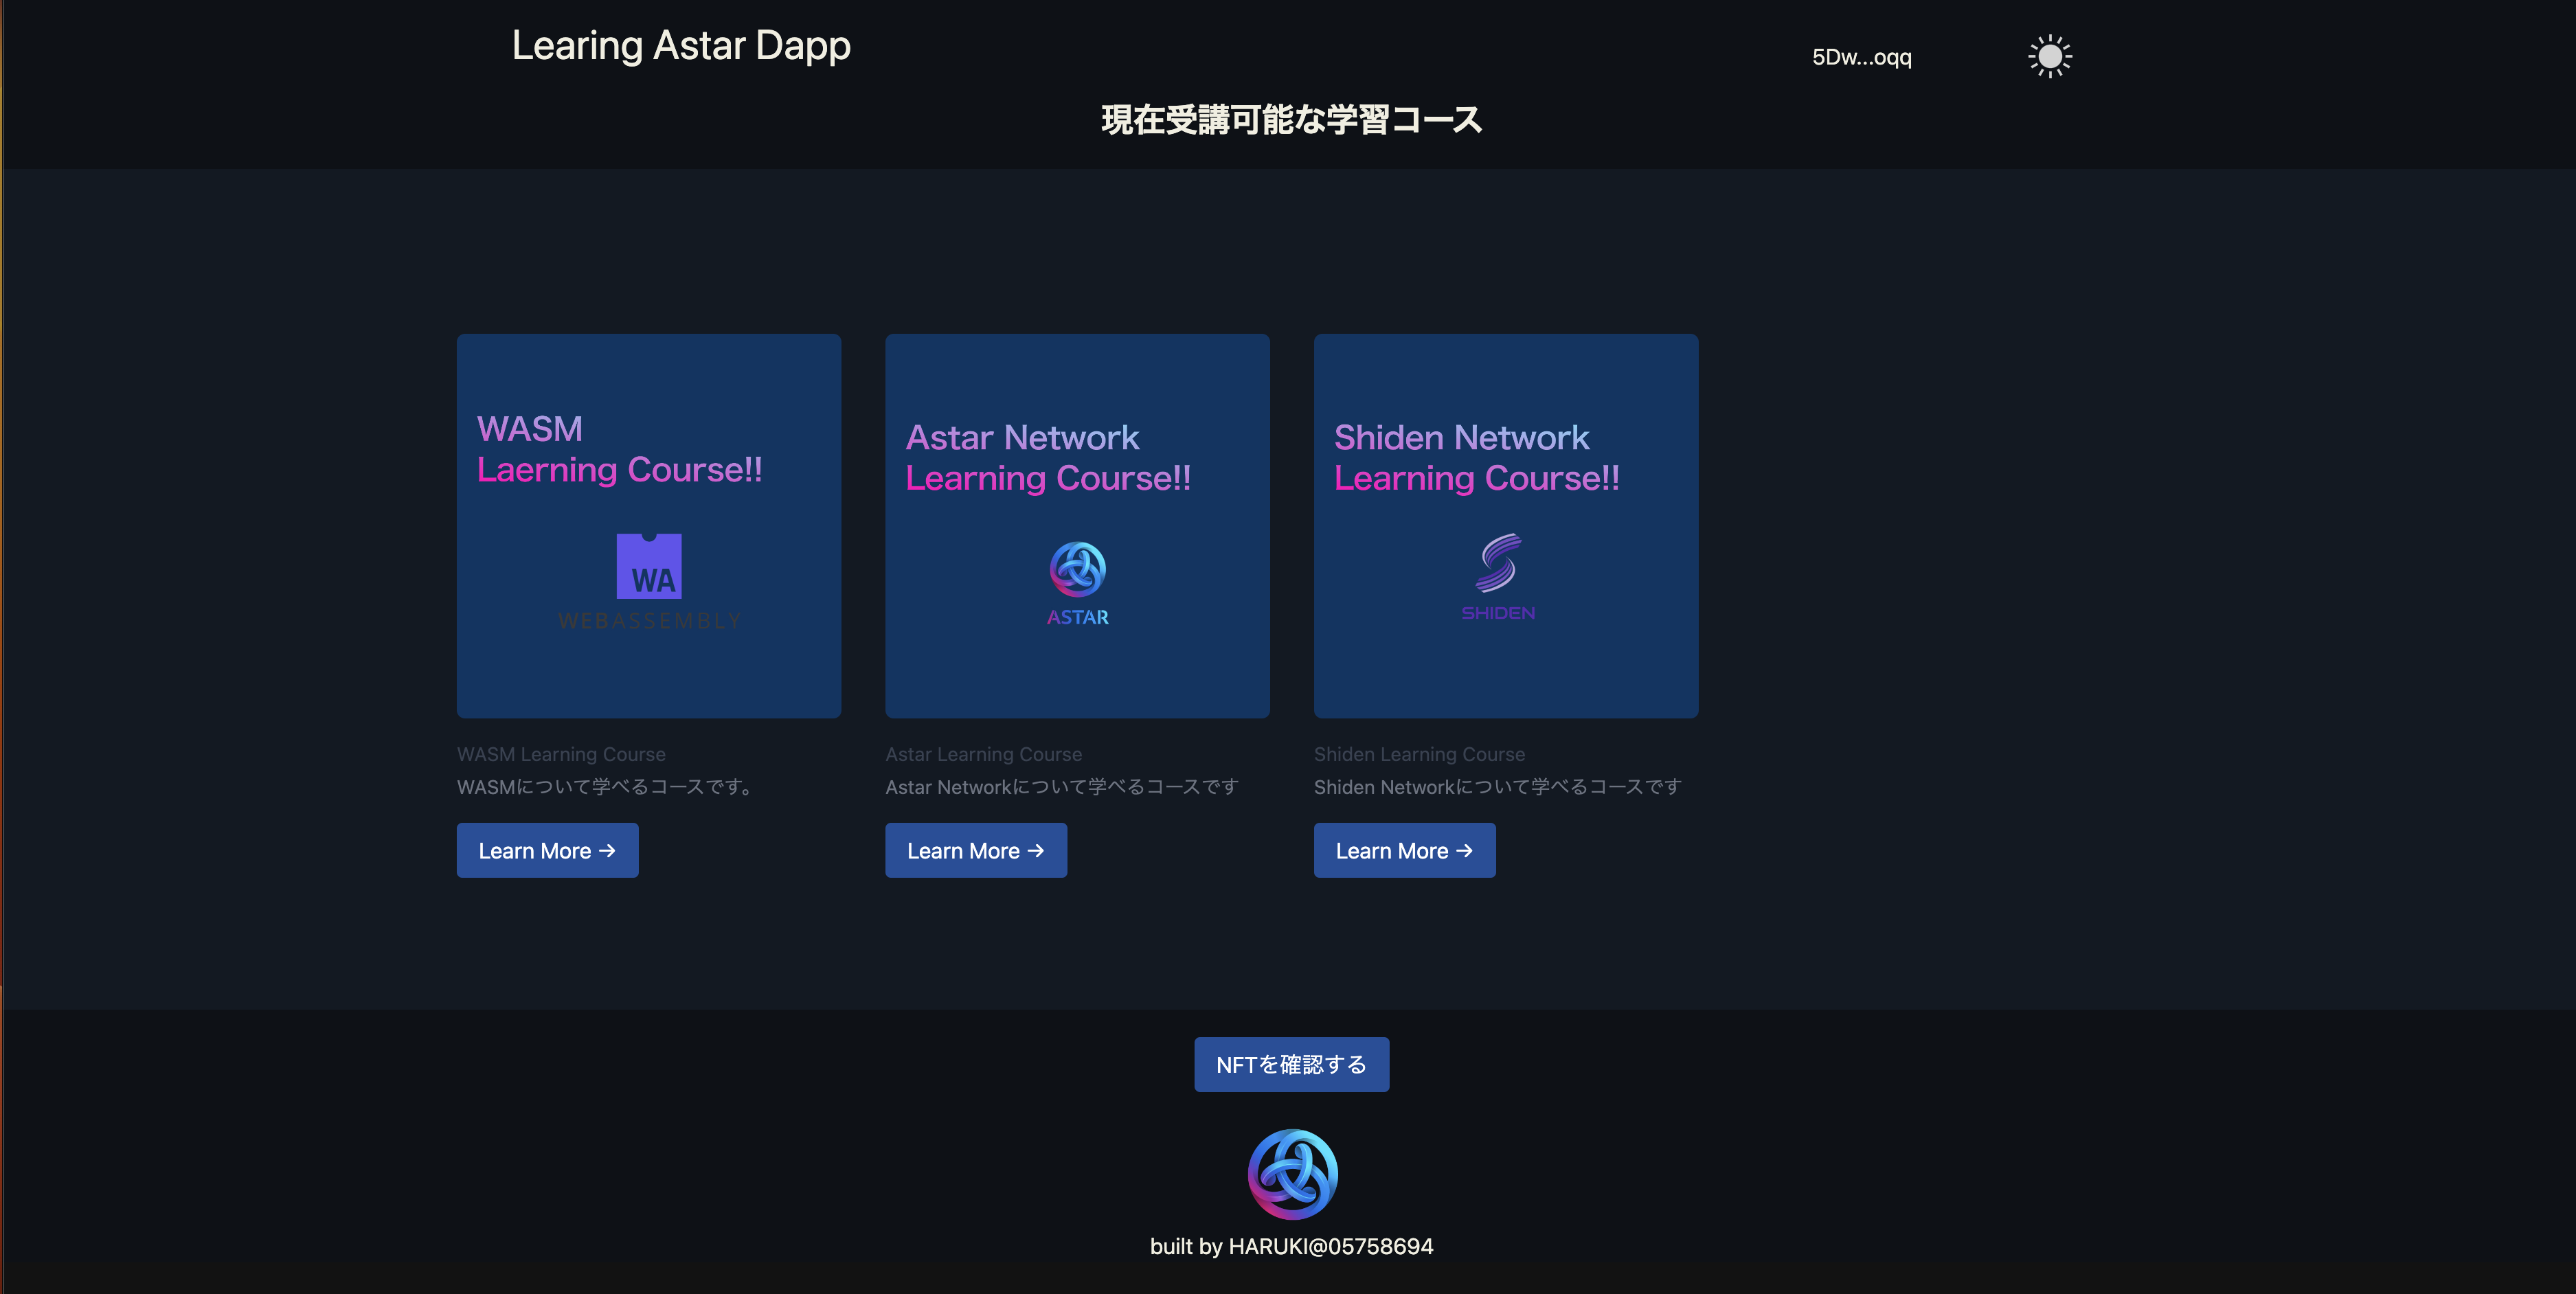 Learing Astar Dapp
5Dw...oqq
現在受講可能な学習コース
WASM
Laerning Course!!
WA
WEBASSEMBLY
WASM Learning Course
WASMについて学べるコースです。
Learn More →
Astar Network
Learning Course!!
ASTAR
Astar Learning Course
Astar Networkについて学べるコースです
Learn More →
Shiden Network
Learning Course!!
SHIDEN
Shiden Learning Course
Shiden Networkについて学べるコースです
Learn More →
NFTを確認する
built by HARUKI@05758694